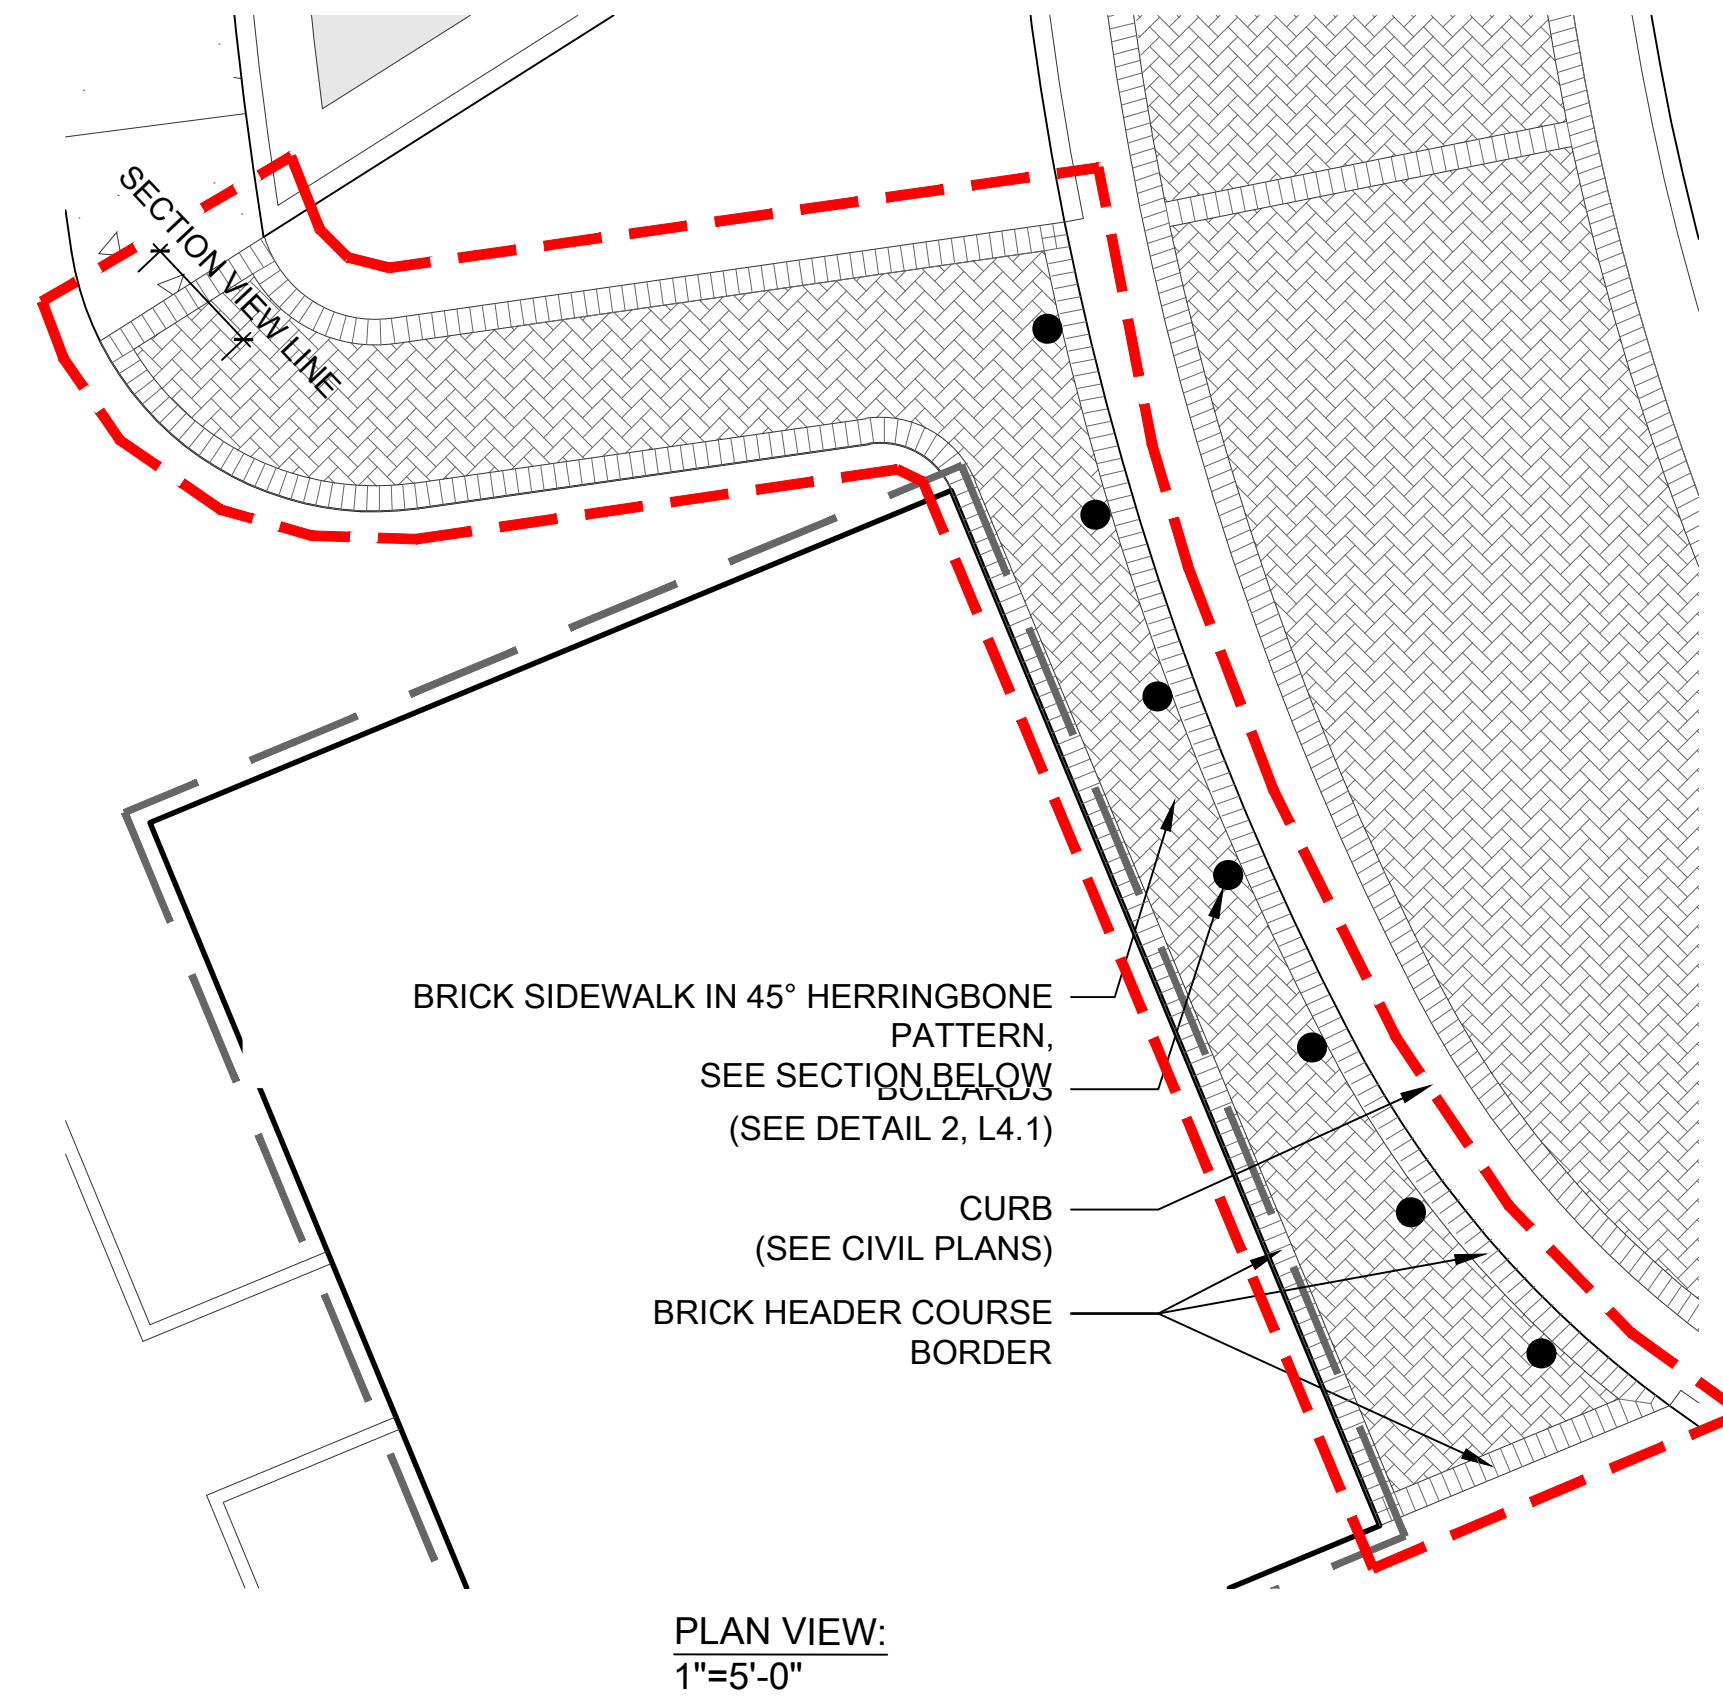 SECTION VIEW LINE
BRICK SIDEWALK IN 45° HERRINGBONE
PATTERN,
SEE SECTION BELOW
BOLLARDS
(SEE DETAIL 2, L4.1)
CURB
(SEE CIVIL PLANS)
BRICK HEADER COURSE
BORDER
PLAN VIEW:
1"=5'-0"